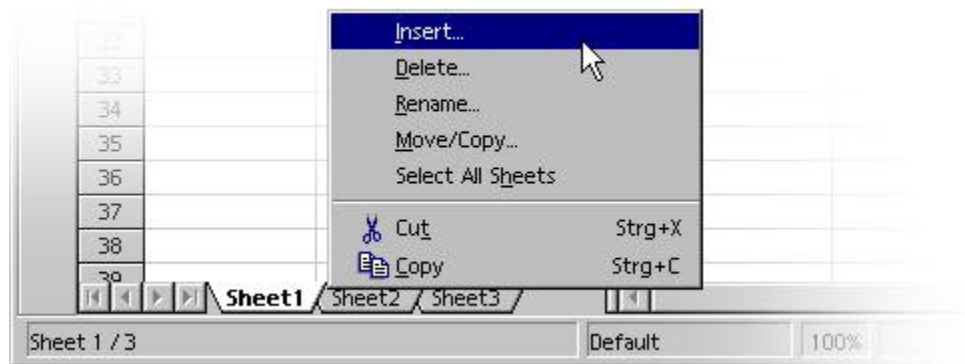 32
Insert...
33
Delete...
34
Rename...
35
Move/Copy...
36
Select All Sheets
37
Cut Strg+X
38
Copy Strg+C
39
Sheet1 Sheet2 Sheet3
Sheet 1 / 3 Default 100%